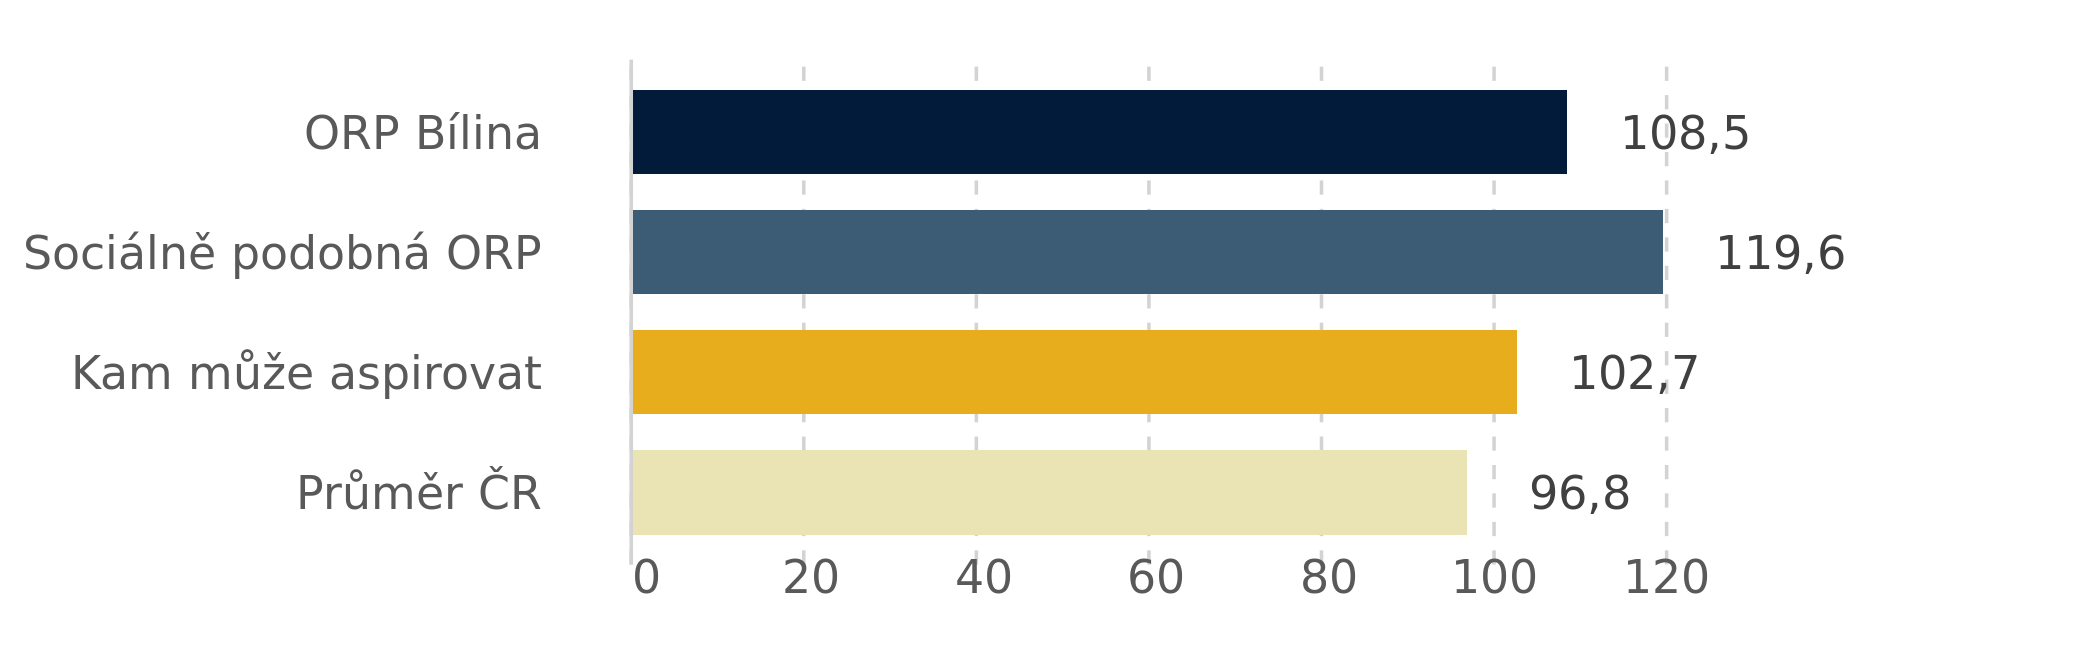 ORP Bílina 108,5
Sociálně podobná ORP 119,6
Kam může aspirovat 102,7
Průměr ČR 96,8
0 20 40 60 80 100 120